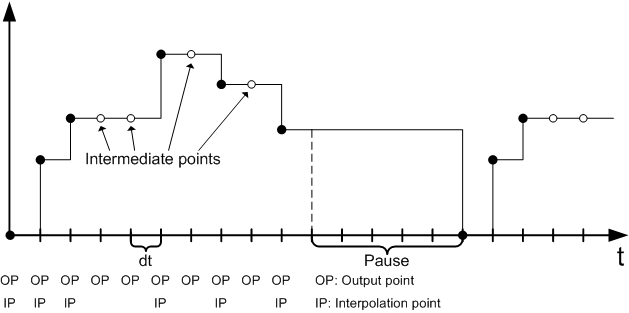 Intermediate points
t
dt
Pause
OP OP OP OP OP OP OP OP OP OP OP: Output point
IP IP IP IP IP IP IP: Interpolation point